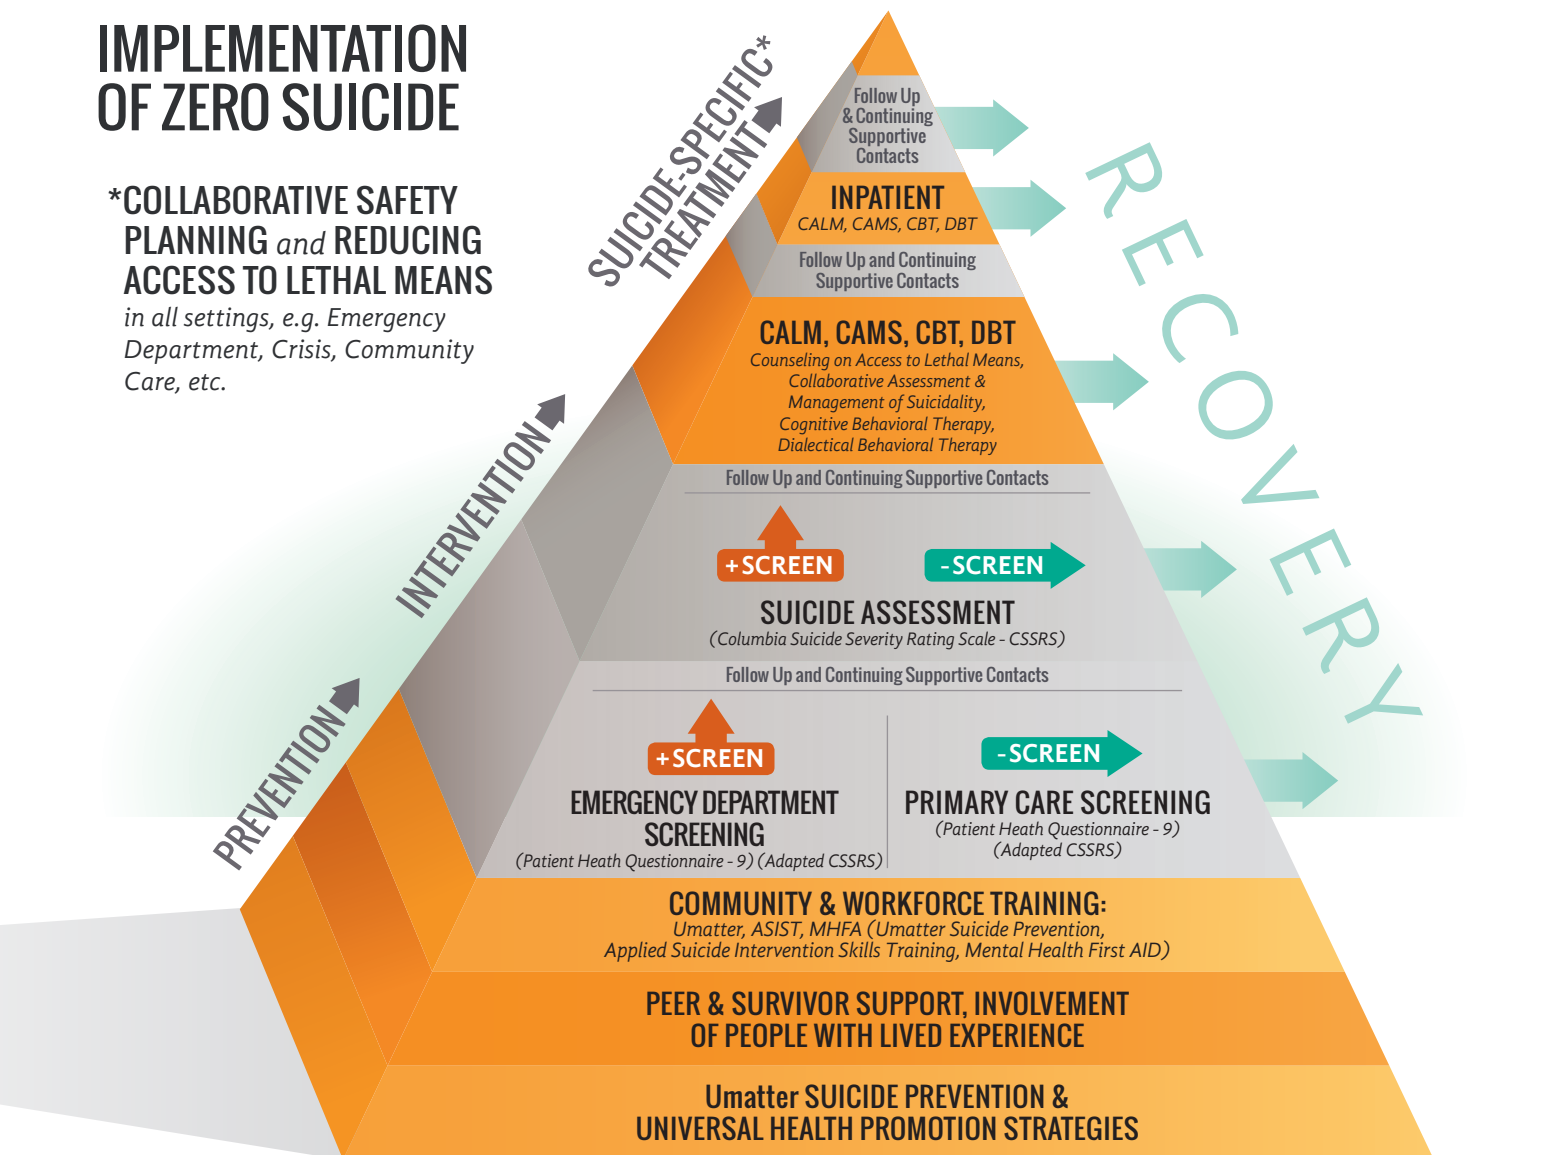 IMPLEMENTATION
OF ZERO SUICIDE
*COLLABORATIVE SAFETY
PLANNING and REDUCING
ACCESS TO LETHAL MEANS
in all settings, e.g. Emergency
Department, Crisis, Community
Care, etc.
SUICIDE-SPECIFIC*
TREATMENT
INTERVENTION
PREVENTION
Follow Up
& Continuing
Supportive
Contacts
INPATIENT
CALM, CAMS, CBT, DBT
Follow Up and Continuing
Supportive Contacts
CALM, CAMS, CBT, DBT
Counseling on Access to Lethal Means,
Collaborative Assessment &
Management of Suicidality,
Cognitive Behavioral Therapy,
Dialectical Behavioral Therapy
Follow Up and Continuing Supportive Contacts
+SCREEN
-SCREEN
SUICIDE ASSESSMENT
(Columbia Suicide Severity Rating Scale - CSSRS)
Follow Up and Continuing Supportive Contacts
+SCREEN
EMERGENCY DEPARTMENT
SCREENING
(Patient Heath Questionnaire - 9) (Adapted CSSRS)
-SCREEN
PRIMARY CARE SCREENING
(Patient Heath Questionnaire - 9)
(Adapted CSSRS)
COMMUNITY & WORKFORCE TRAINING:
Umatter, ASIST, MHFA (Umatter Suicide Prevention,
Applied Suicide Intervention Skills Training, Mental Health First AID)
PEER & SURVIVOR SUPPORT, INVOLVEMENT
OF PEOPLE WITH LIVED EXPERIENCE
Umatter SUICIDE PREVENTION &
UNIVERSAL HEALTH PROMOTION STRATEGIES
RECOVERY